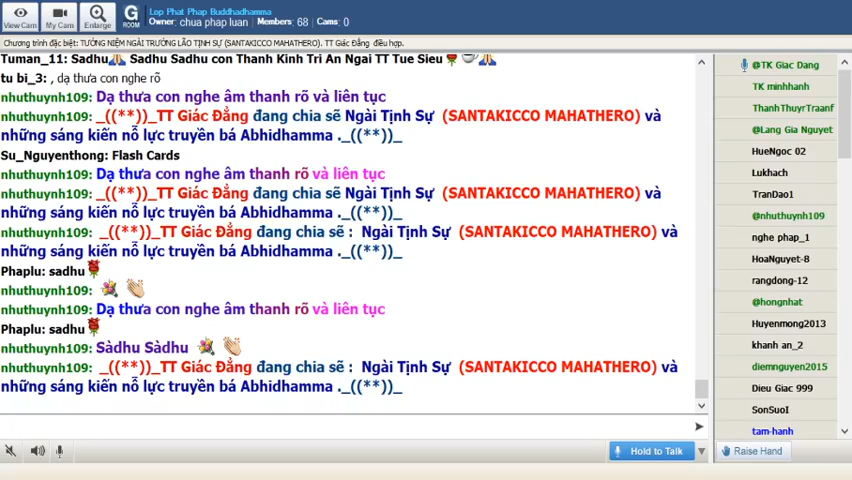 View Cam
My Cam
Enlarge
G
ROOM
Lop Phat Phap Buddhadhamma
Owner: chua phap luan Members: 68 Cams: 0
Chương trình đặc biệt: TƯỞNG NIỆM NGÀI TRƯỞNG LÃO TỊNH SỰ (SANTAKICCO MAHATHERO). TT Giác Đẳng điều hợp.
Tuman_11: Sadhu🙏 Sadhu Sadhu con Thanh Kinh Tri An Ngai TT Tue Sieu🌹☕🙏
tu bi_3: , dạ thưa con nghe rõ
nhuthuynh109: Dạ thưa con nghe âm thanh rõ và liên tục
nhuthuynh109: _((**))_TT Giác Đẳng đang chia sẽ Ngài Tịnh Sự (SANTAKICCO MAHATHERO) và
những sáng kiến nỗ lực truyền bá Abhidhamma ._((**))_
Su_Nguyenthong: Flash Cards
nhuthuynh109: Dạ thưa con nghe âm thanh rõ và liên tục
nhuthuynh109: _((**))_TT Giác Đẳng đang chia sẽ Ngài Tịnh Sự (SANTAKICCO MAHATHERO) và
những sáng kiến nỗ lực truyền bá Abhidhamma ._((**))_
nhuthuynh109: _((**))_TT Giác Đẳng đang chia sẽ : Ngài Tịnh Sự (SANTAKICCO MAHATHERO) và
những sáng kiến nỗ lực truyền bá Abhidhamma ._((**))_
Phaplu: sadhu🌹
nhuthuynh109: 💐 👏
nhuthuynh109: Dạ thưa con nghe âm thanh rõ và liên tục
Phaplu: sadhu🌹
nhuthuynh109: Sàdhu Sàdhu 💐 👏
nhuthuynh109: _((**))_TT Giác Đẳng đang chia sẽ : Ngài Tịnh Sự (SANTAKICCO MAHATHERO) và
những sáng kiến nỗ lực truyền bá Abhidhamma ._((**))_
Hold to Talk
@TK Giac Dang
TK minhhanh
ThanhThuyrTraanf
@Lang Gia Nguyet
HueNgoc 02
Lukhach
TranDao1
@nhuthuynh109
nghe phap_1
HoaNguyet-8
rangdong-12
@hongnhat
Huyenmong2013
khanh an_2
diemnguyen2015
Dieu Giac 999
SonSuoI
tam-hanh
Raise Hand